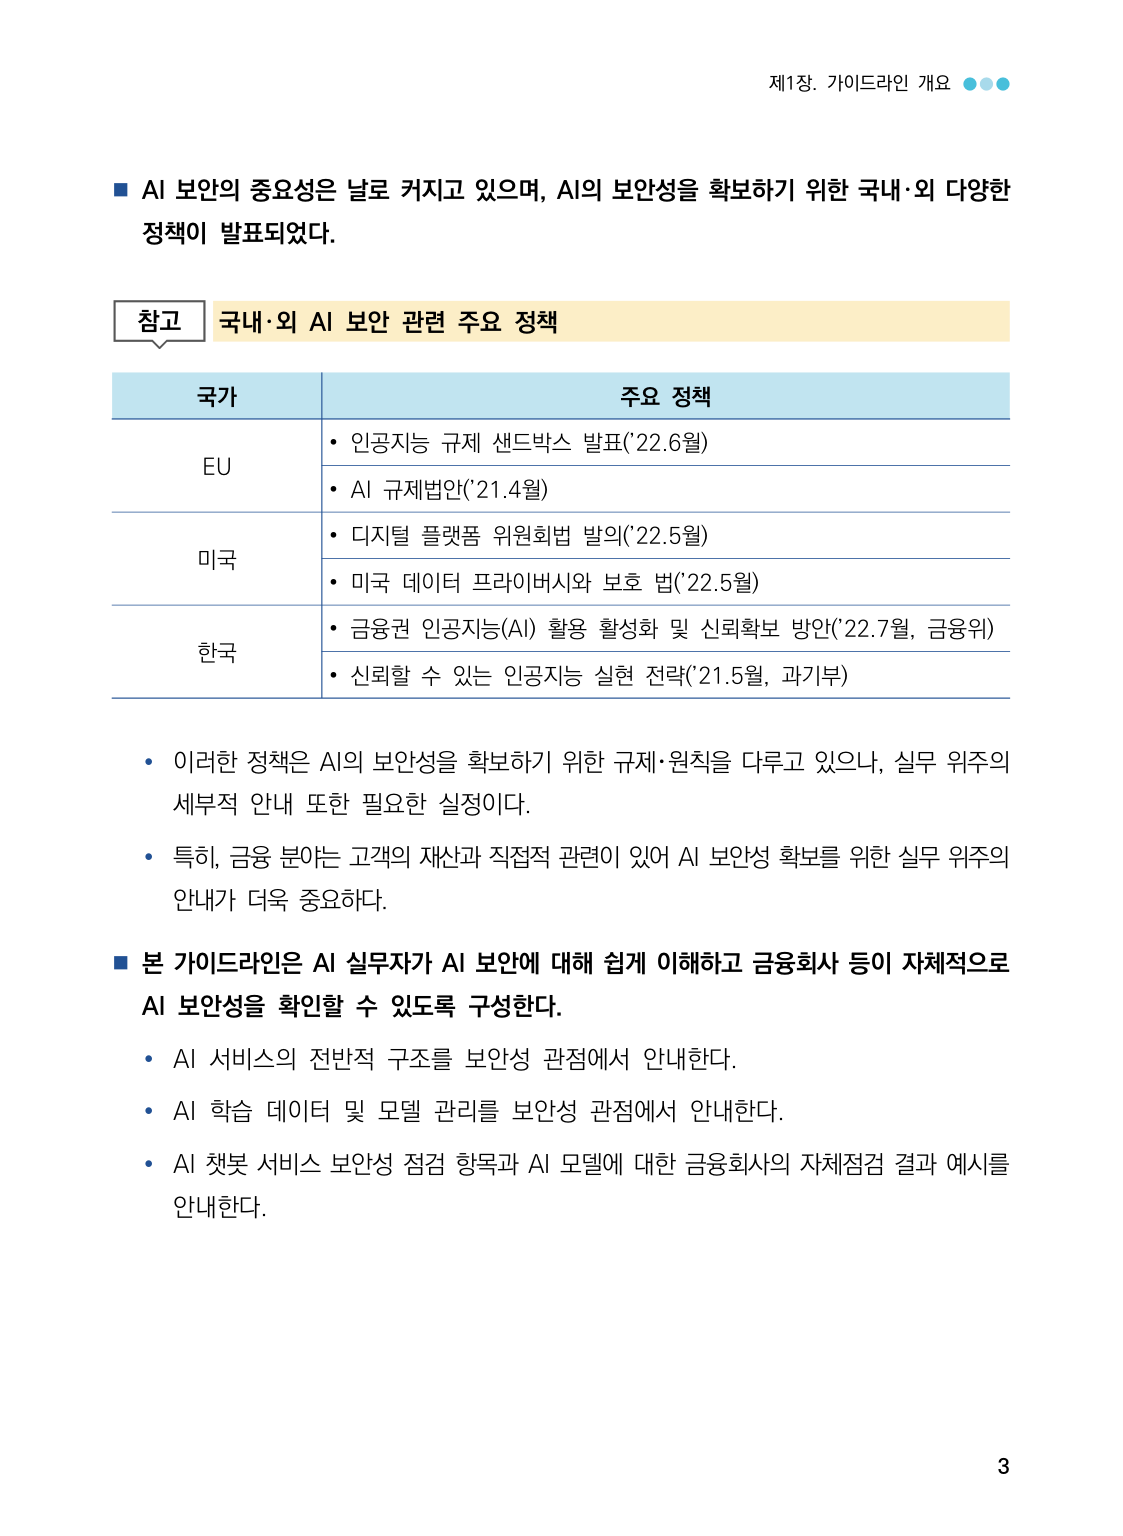 제1장. 가이드라인 개요
■ AI 보안의 중요성은 날로 커지고 있으며, AI의 보안성을 확보하기 위한 국내·외 다양한
정책이 발표되었다.
참고 국내·외 AI 보안 관련 주요 정책
국가 주요 정책
EU
• 인공지능 규제 샌드박스 발표(’22.6월)
• AI 규제법안(’21.4월)
미국
• 디지털 플랫폼 위원회법 발의(’22.5월)
• 미국 데이터 프라이버시와 보호 법(’22.5월)
한국
• 금융권 인공지능(AI) 활용 활성화 및 신뢰확보 방안(’22.7월, 금융위)
• 신뢰할 수 있는 인공지능 실현 전략(’21.5월, 과기부)
• 이러한 정책은 AI의 보안성을 확보하기 위한 규제·원칙을 다루고 있으나, 실무 위주의
세부적 안내 또한 필요한 실정이다.
• 특히, 금융 분야는 고객의 재산과 직접적 관련이 있어 AI 보안성 확보를 위한 실무 위주의
안내가 더욱 중요하다.
■ 본 가이드라인은 AI 실무자가 AI 보안에 대해 쉽게 이해하고 금융회사 등이 자체적으로
AI 보안성을 확인할 수 있도록 구성한다.
• AI 서비스의 전반적 구조를 보안성 관점에서 안내한다.
• AI 학습 데이터 및 모델 관리를 보안성 관점에서 안내한다.
• AI 챗봇 서비스 보안성 점검 항목과 AI 모델에 대한 금융회사의 자체점검 결과 예시를
안내한다.
3